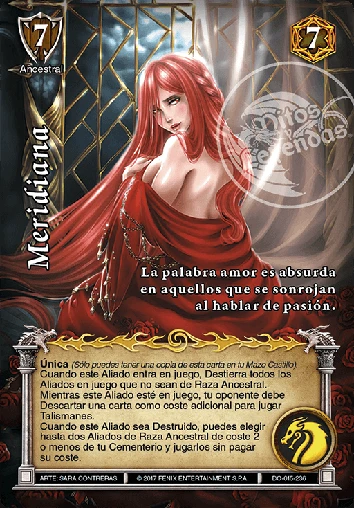 7
7
Ancestral
Mitos y
Leyendas
Meridiana
La palabra amor es absurda
en aquellos que se sonrojan
al hablar de pasión.
Única (Sólo puedes tener una copia de esta carta en tu Mazo Castillo).
Cuando este Aliado entra en juego, Destierra todos los
Aliados en juego que no sean de Raza Ancestral.
Mientras este Aliado esté en juego, tu oponente debe
Descartar una carta como coste adicional para jugar
Talismanes.
Cuando este Aliado sea Destruido, puedes elegir
hasta dos Aliados de Raza Ancestral de coste 2
o menos de tu Cementerio y jugarlos sin pagar
su coste.
ARTE: SARA CONTRERAS
© 2017 FENIX ENTERTAINMENT S.P.A.